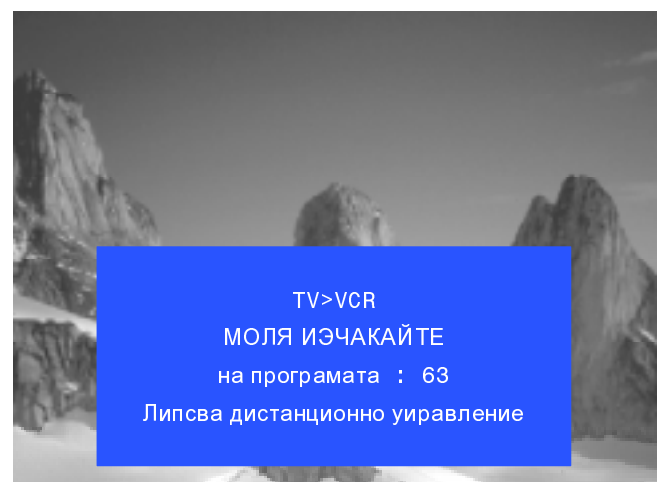 TV>VCR
МОЛЯ ИЭЧАКАЙТЕ
на програмата : 63
Липсва дистанционно уиравление